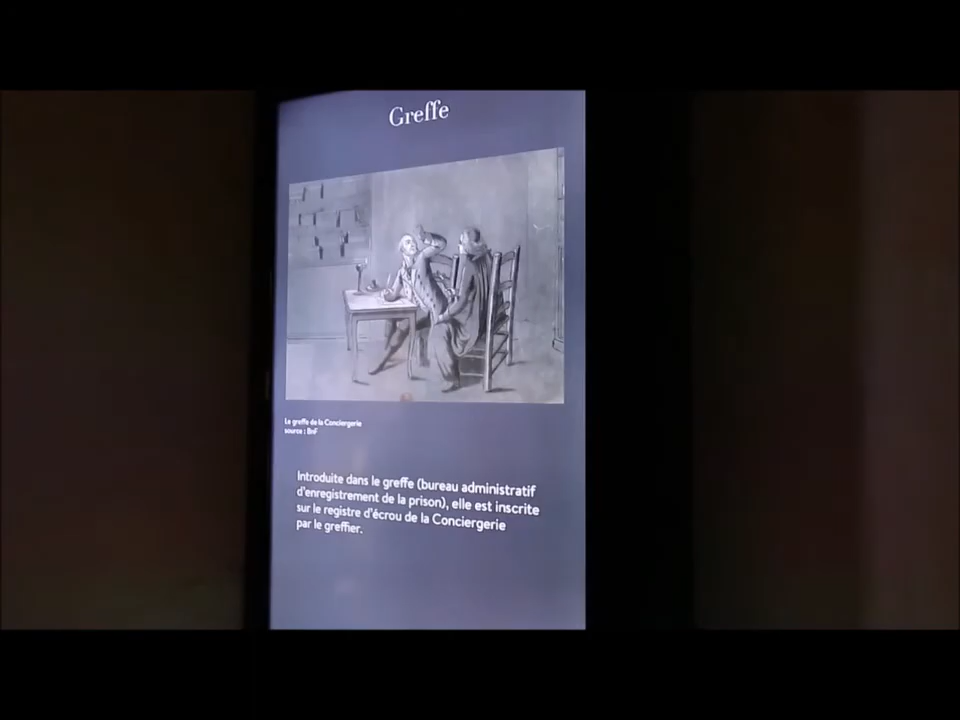 Greffe
Le greffe de la Conciergerie
source : BnF
Introduite dans le greffe (bureau administratif
d'enregistrement de la prison), elle est inscrite
sur le registre d'écrou de la Conciergerie
par le greffier.